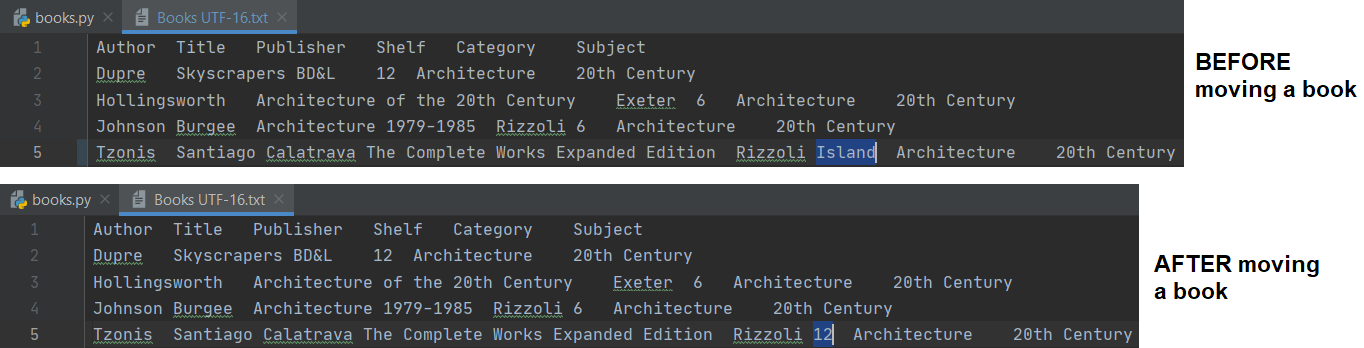 books.py Books UTF-16.txt
1 Author Title Publisher Shelf Category Subject
2 Dupre Skyscrapers BD&L 12 Architecture 20th Century
3 Hollingsworth Architecture of the 20th Century Exeter 6 Architecture 20th Century
4 Johnson Burgee Architecture 1979-1985 Rizzoli 6 Architecture 20th Century
5 Tzonis Santiago Calatrava The Complete Works Expanded Edition Rizzoli Island Architecture 20th Century
BEFORE
moving a book
books.py Books UTF-16.txt
1 Author Title Publisher Shelf Category Subject
2 Dupre Skyscrapers BD&L 12 Architecture 20th Century
3 Hollingsworth Architecture of the 20th Century Exeter 6 Architecture 20th Century
4 Johnson Burgee Architecture 1979-1985 Rizzoli 6 Architecture 20th Century
5 Tzonis Santiago Calatrava The Complete Works Expanded Edition Rizzoli 12 Architecture 20th Century
AFTER moving
a book